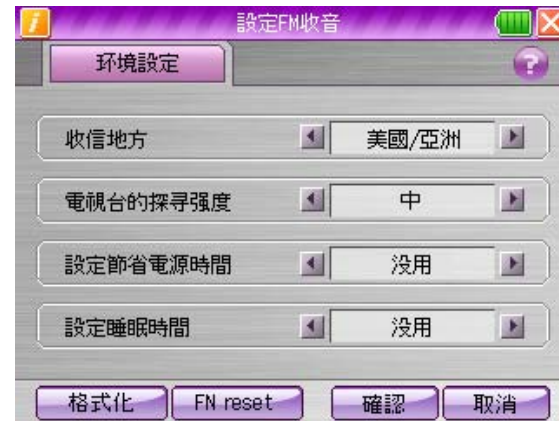 設定FM收音
环境設定
收信地方
美國/亞洲
電視台的探寻强度
中
設定節省電源時間
没用
設定睡眠時間
没用
格式化 FN reset 確認 取消